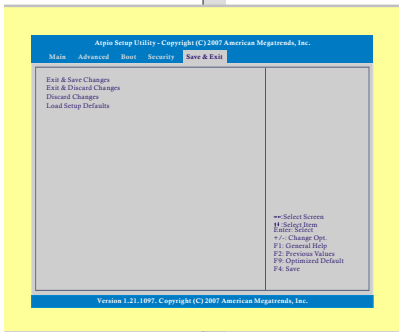 Atpio Setup Utility - Copyright (C) 2007 American Megatrends, Inc.
Main Advanced Boot Security Save & Exit
Exit & Save Changes
Exit & Discard Changes
Discard Changes
Load Setup Defaults
↔:Select Screen
↑↓:Select Item
Enter: Select
+/-: Change Opt.
F1: General Help
F2: Previous Values
F9: Optimized Default
F4: Save
Version 1.21.1097. Copyright (C) 2007 American Megatrends, Inc.